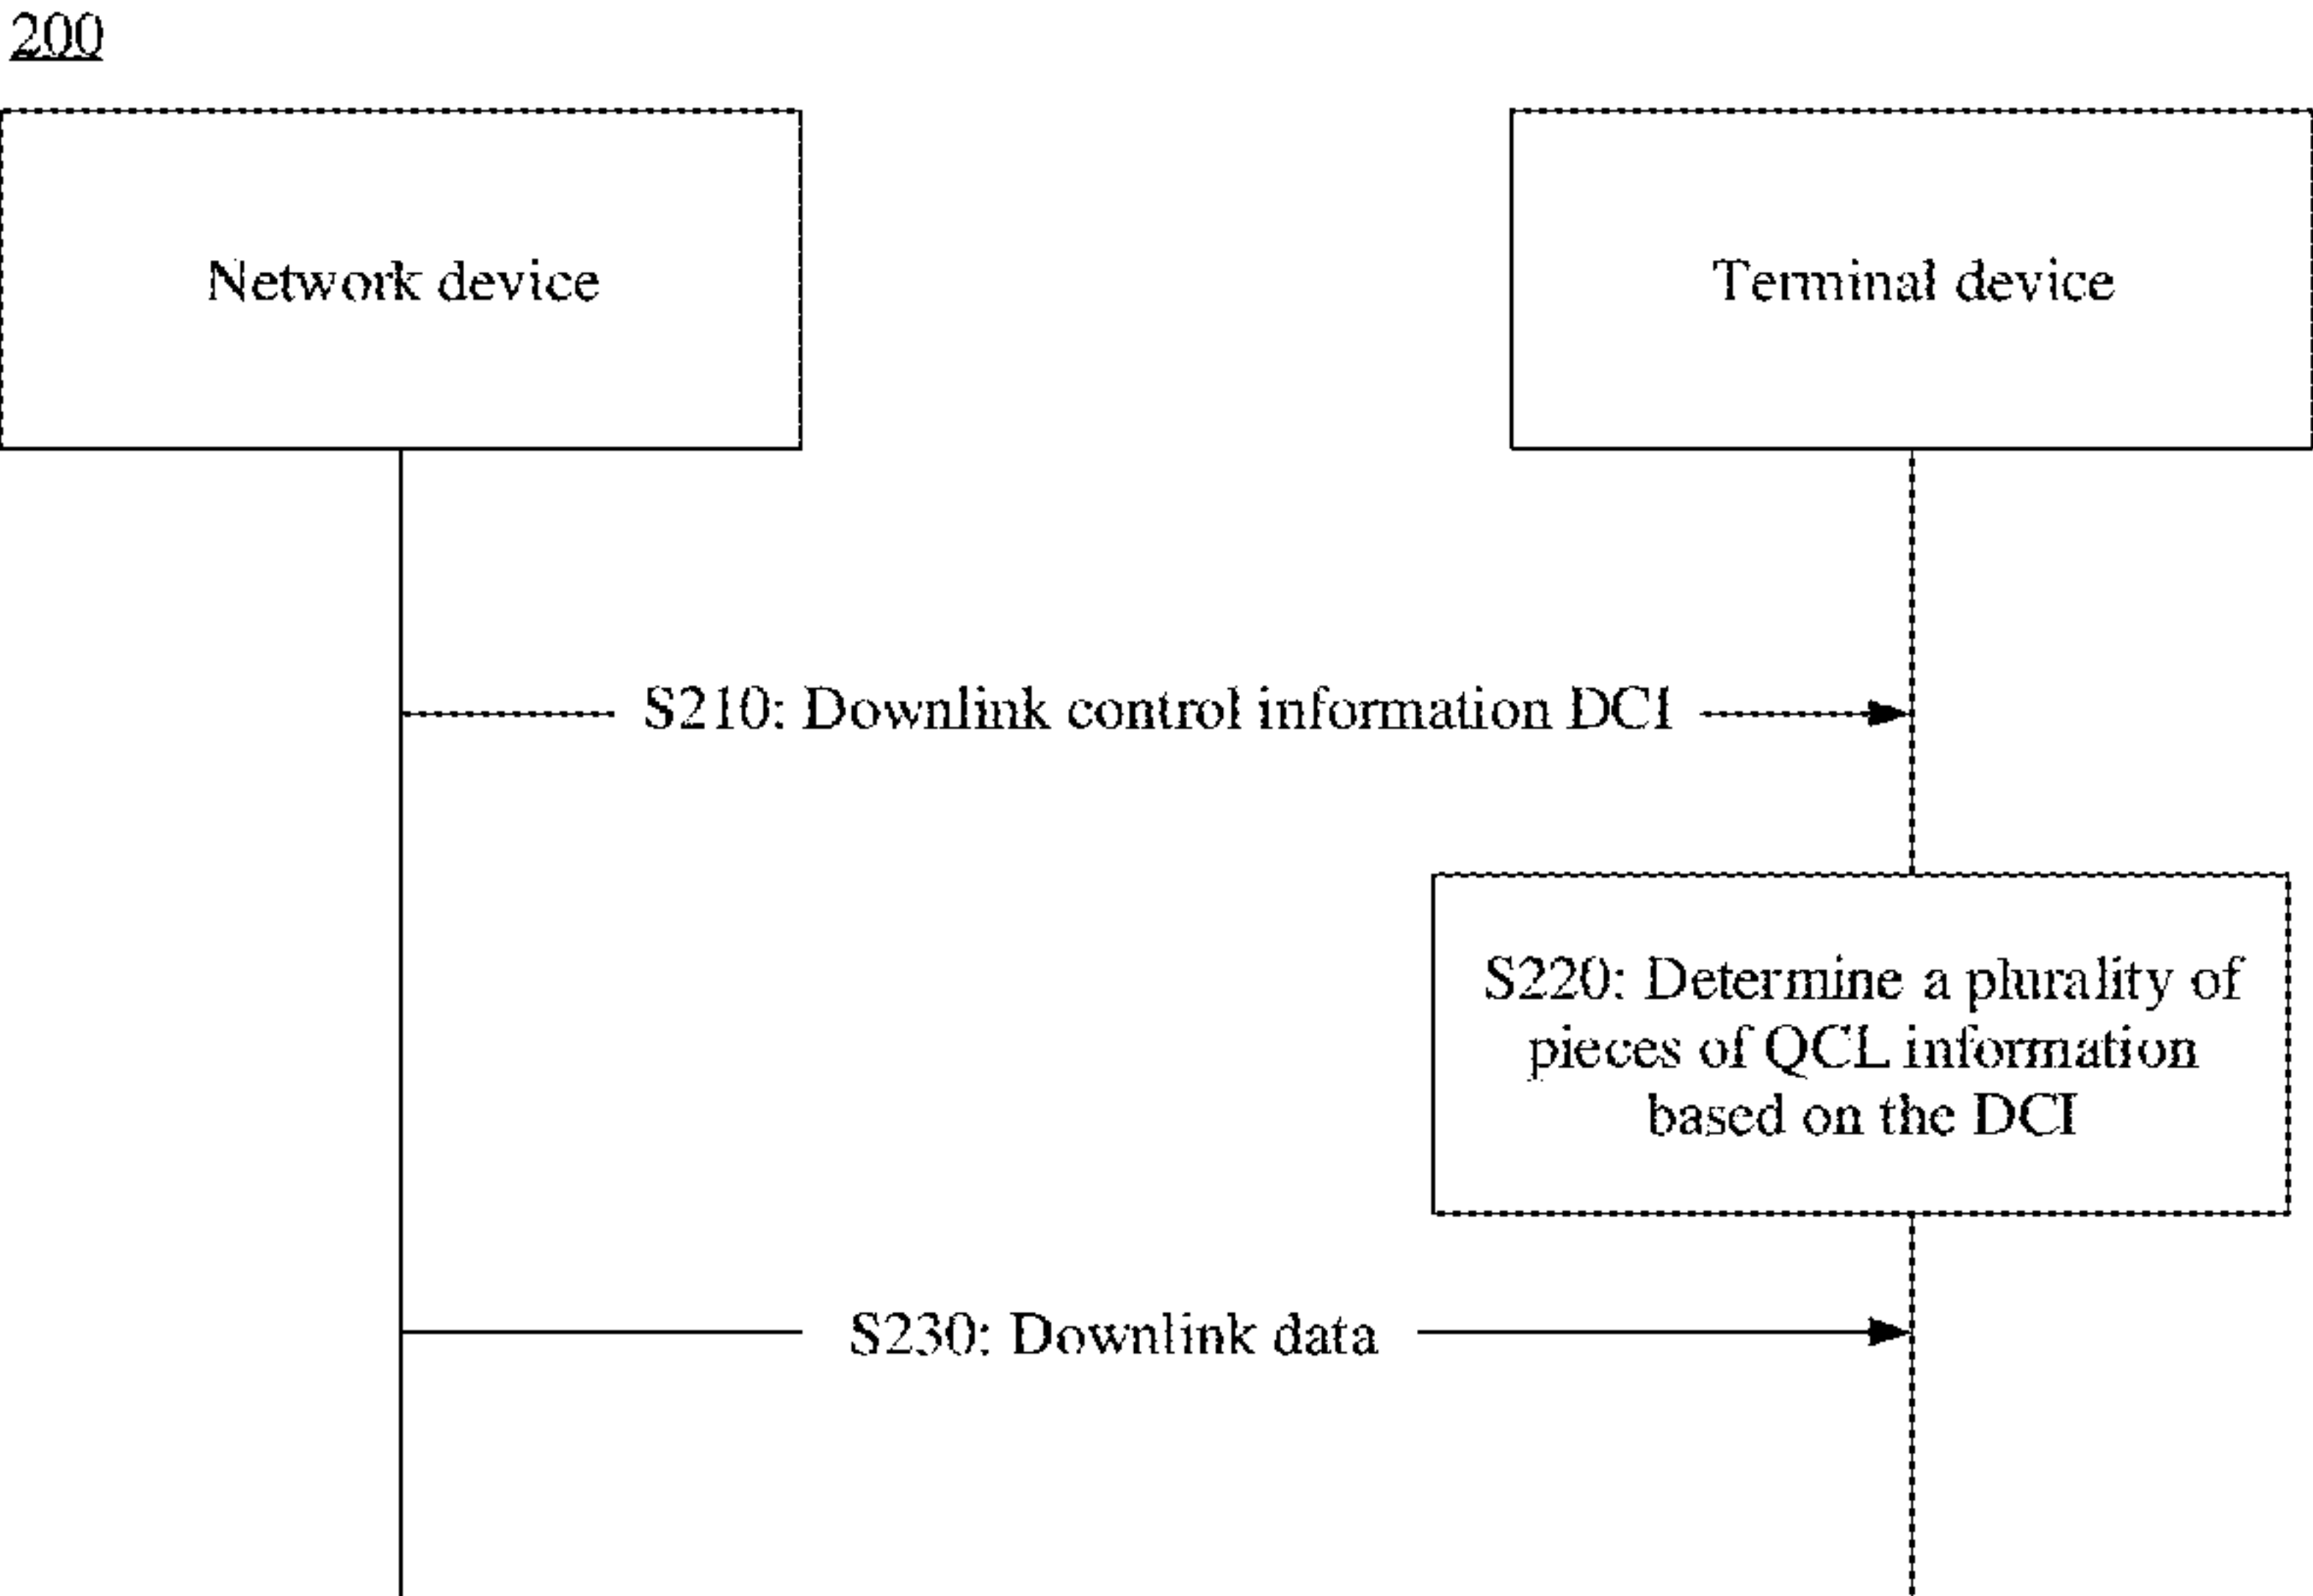 200
Network device
Terminal device
S210: Downlink control information DCI
S220: Determine a plurality of
pieces of QCL information
based on the DCI
S230: Downlink data